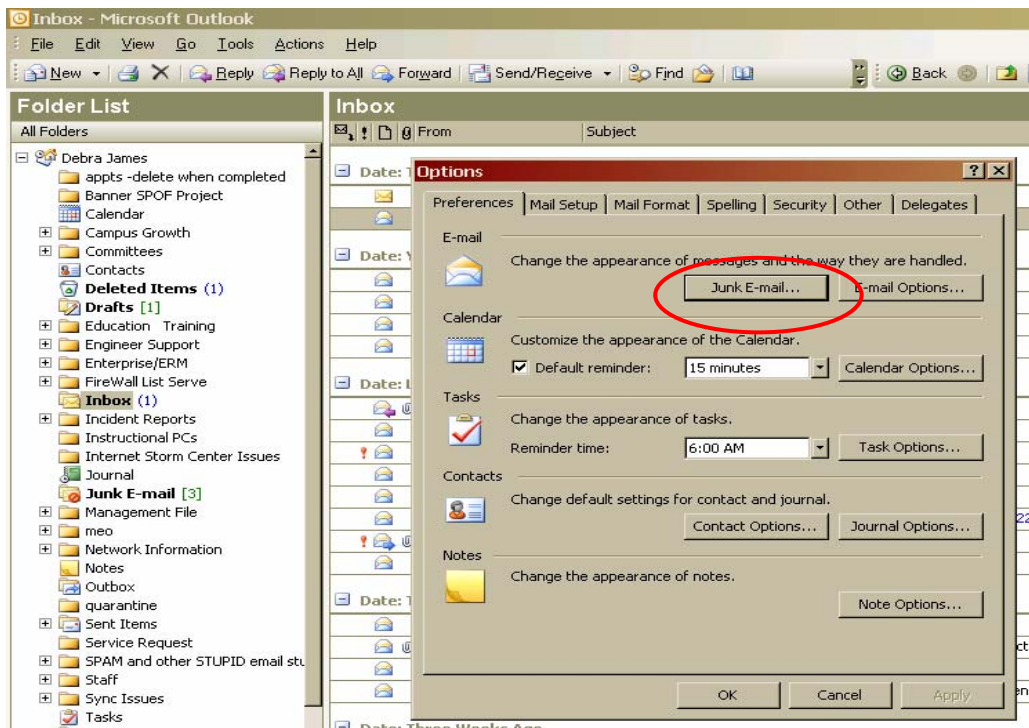 Inbox - Microsoft Outlook
File Edit View Go Tools Actions Help
New Reply Reply to All Forward Send/Receive Find Back
Folder List
All Folders
Debra James
appts -delete when completed
Banner SPOF Project
Calendar
Campus Growth
Committees
Contacts
Deleted Items (1)
Drafts [1]
Education Training
Engineer Support
Enterprise/ERM
FireWall List Serve
Inbox (1)
Incident Reports
Instructional PCs
Internet Storm Center Issues
Journal
Junk E-mail [3]
Management File
meo
Network Information
Notes
Outbox
quarantine
Sent Items
Service Request
SPAM and other STUPID email stu
Staff
Sync Issues
Tasks
Inbox
From Subject
Date: T
Date: Y
Date: L
Date: T
Date: Three Weeks Ago
Options
Preferences Mail Setup Mail Format Spelling Security Other Delegates
E-mail
Change the appearance of messages and the way they are handled.
Junk E-mail... E-mail Options...
Calendar
Customize the appearance of the Calendar.
Default reminder: 15 minutes Calendar Options...
Tasks
Change the appearance of tasks.
Reminder time: 6:00 AM Task Options...
Contacts
Change default settings for contact and journal.
Contact Options... Journal Options...
Notes
Change the appearance of notes.
Note Options...
OK Cancel Apply